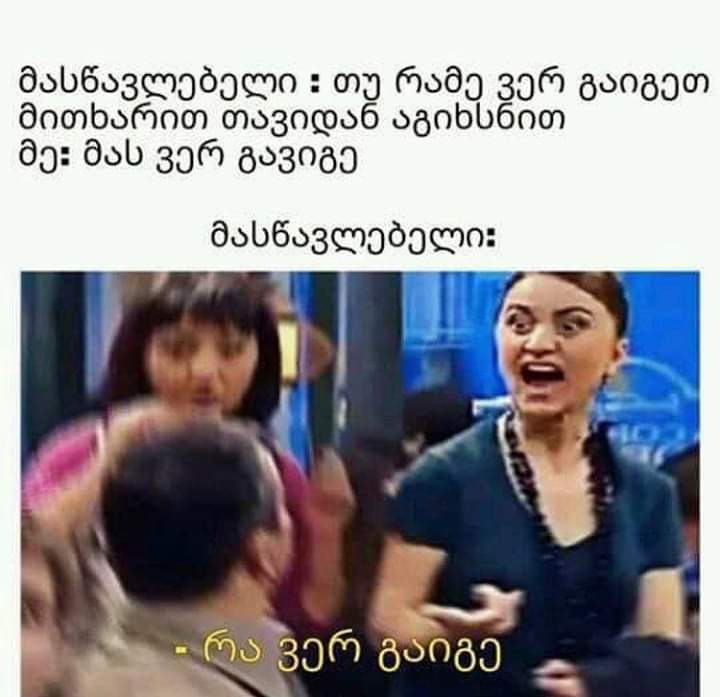 მასწავლებელი : თუ რამე ვერ გაიგეთ
მითხარით თავიდან აგიხსნით
მე: მას ვერ გავიგე
მასწავლებელი:
- რა ვერ გაიგე